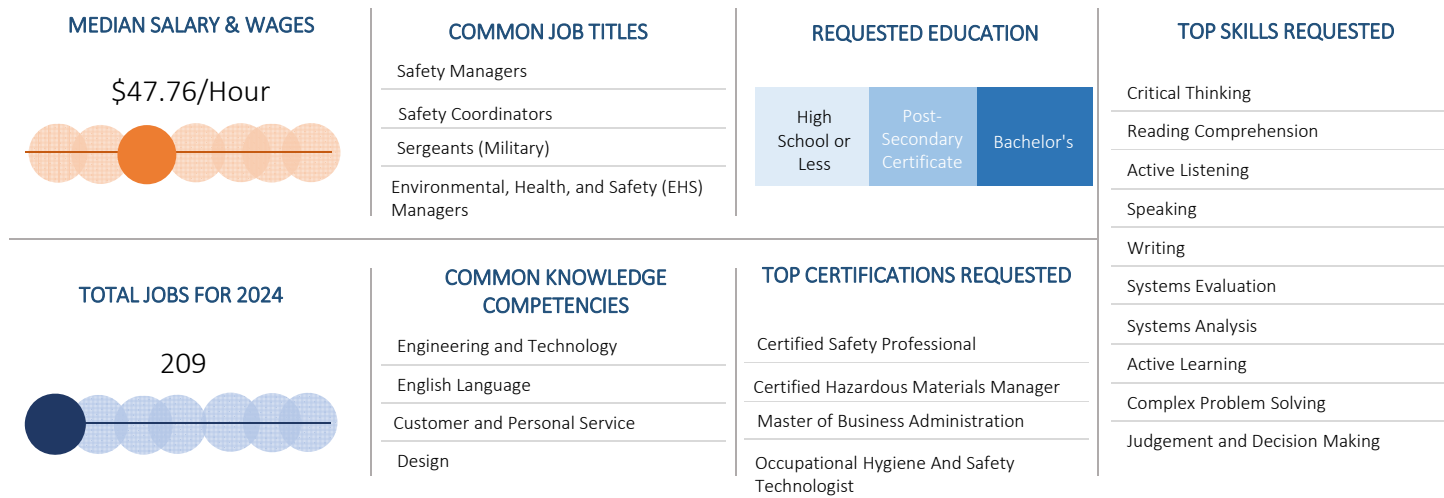 MEDIAN SALARY & WAGES
$47.76/Hour
COMMON JOB TITLES
Safety Managers
Safety Coordinators
Sergeants (Military)
Environmental, Health, and Safety (EHS)
Managers
REQUESTED EDUCATION
High
School or
Less
Post-
Secondary
Certificate
Bachelor's
TOTAL JOBS FOR 2024
209
COMMON KNOWLEDGE
COMPETENCIES
Engineering and Technology
English Language
Customer and Personal Service
Design
TOP CERTIFICATIONS REQUESTED
Certified Safety Professional
Certified Hazardous Materials Manager
Master of Business Administration
Occupational Hygiene And Safety
Technologist
TOP SKILLS REQUESTED
Critical Thinking
Reading Comprehension
Active Listening
Speaking
Writing
Systems Evaluation
Systems Analysis
Active Learning
Complex Problem Solving
Judgement and Decision Making